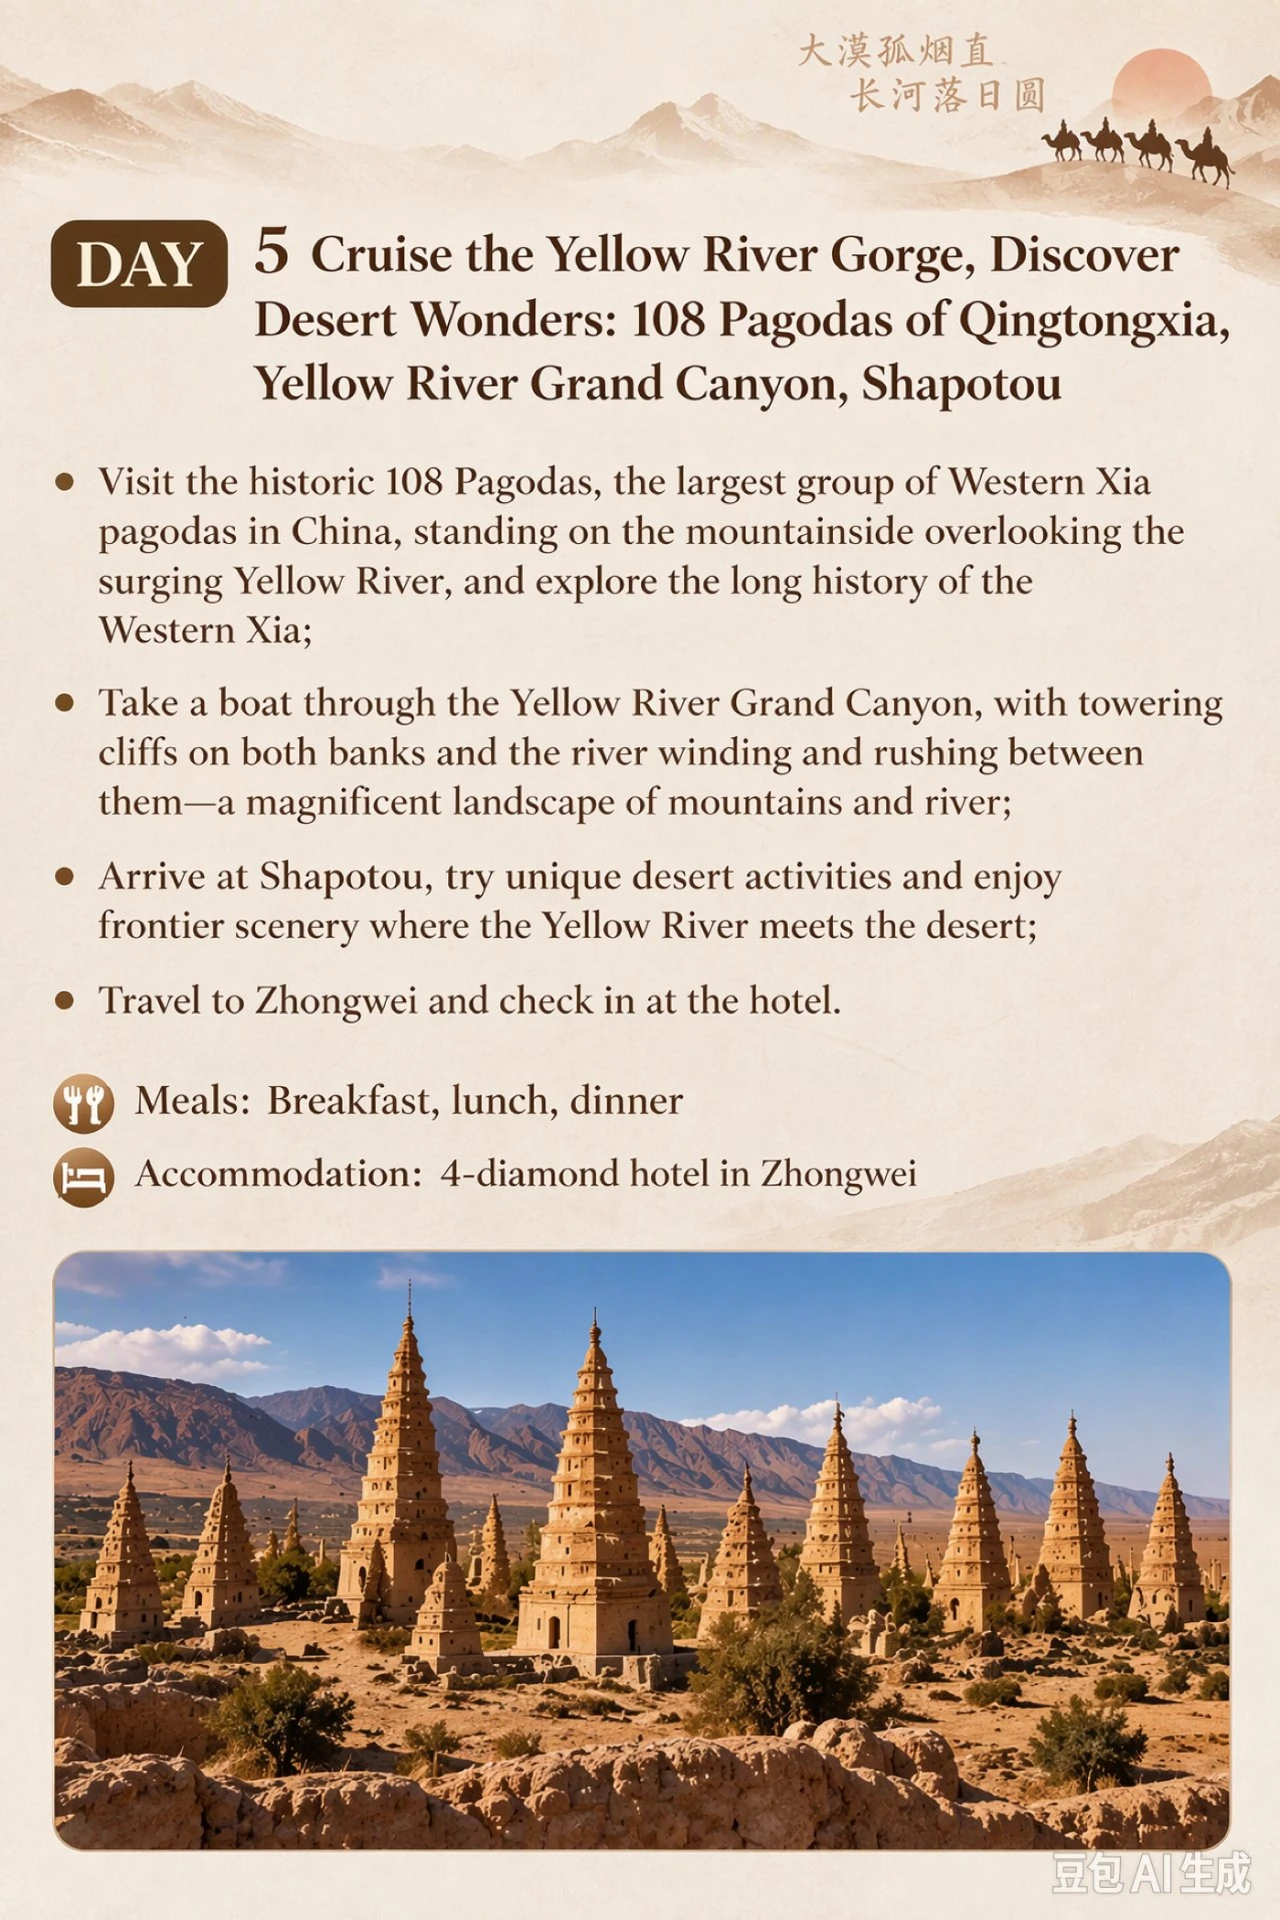 大漠孤烟直
长河落日圆
DAY 5 Cruise the Yellow River Gorge, Discover
Desert Wonders: 108 Pagodas of Qingtongxia,
Yellow River Grand Canyon, Shapotou
Visit the historic 108 Pagodas, the largest group of Western Xia
pagodas in China, standing on the mountainside overlooking the
surging Yellow River, and explore the long history of the
Western Xia;
Take a boat through the Yellow River Grand Canyon, with towering
cliffs on both banks and the river winding and rushing between
them—a magnificent landscape of mountains and river;
Arrive at Shapotou, try unique desert activities and enjoy
frontier scenery where the Yellow River meets the desert;
Travel to Zhongwei and check in at the hotel.
Meals: Breakfast, lunch, dinner
Accommodation: 4-diamond hotel in Zhongwei
豆包AI生成